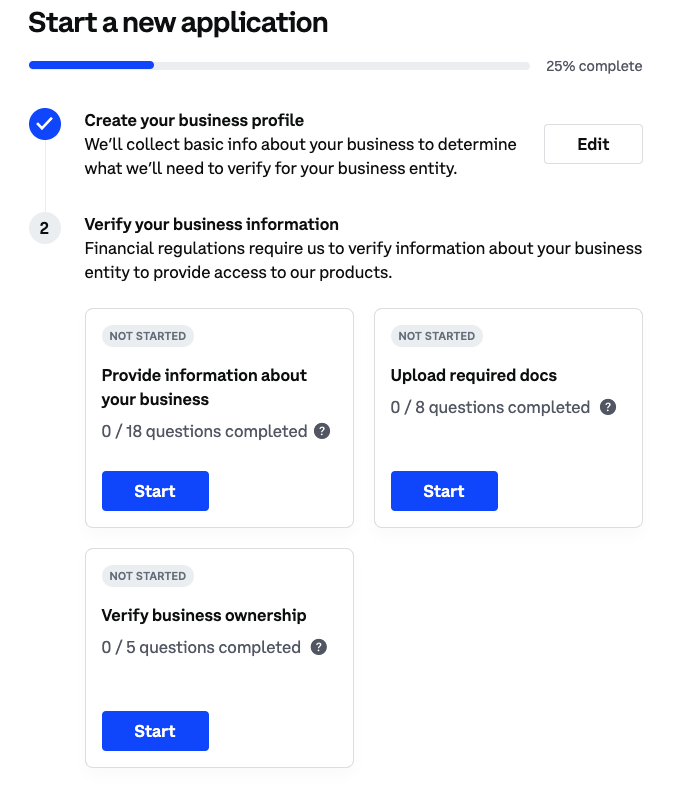 Start a new application
25% complete
Create your business profile
We’ll collect basic info about your business to determine
what we’ll need to verify for your business entity.
Edit
2
Verify your business information
Financial regulations require us to verify information about your business
entity to provide access to our products.
NOT STARTED
Provide information about
your business
0 / 18 questions completed ?
Start
NOT STARTED
Upload required docs
0 / 8 questions completed ?
Start
NOT STARTED
Verify business ownership
0 / 5 questions completed ?
Start